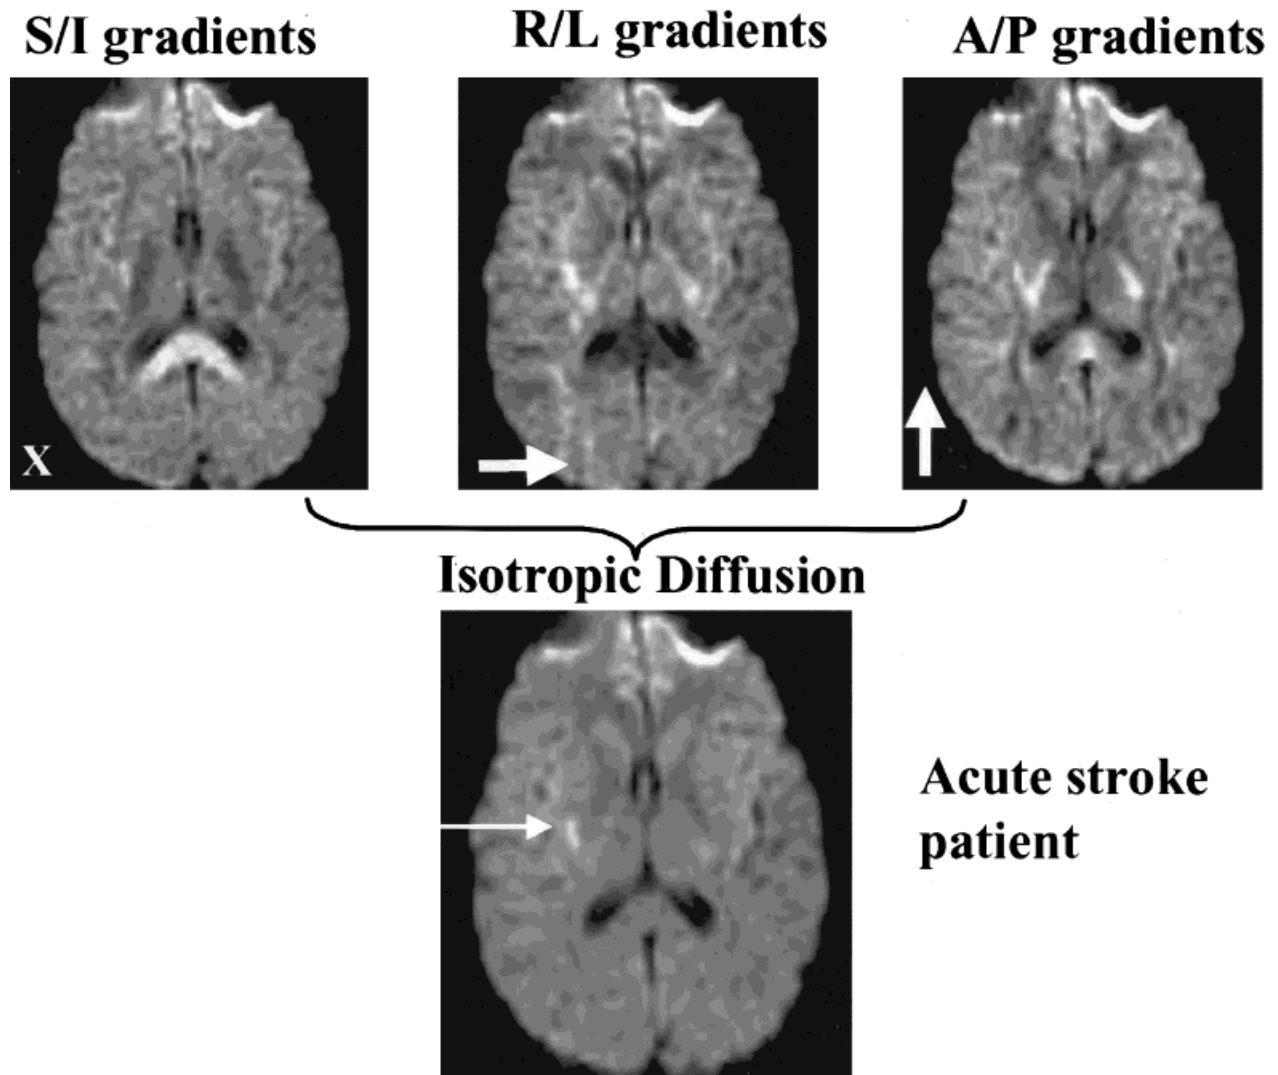 S/I gradients
R/L gradients
A/P gradients
X
Isotropic Diffusion
Acute stroke
patient